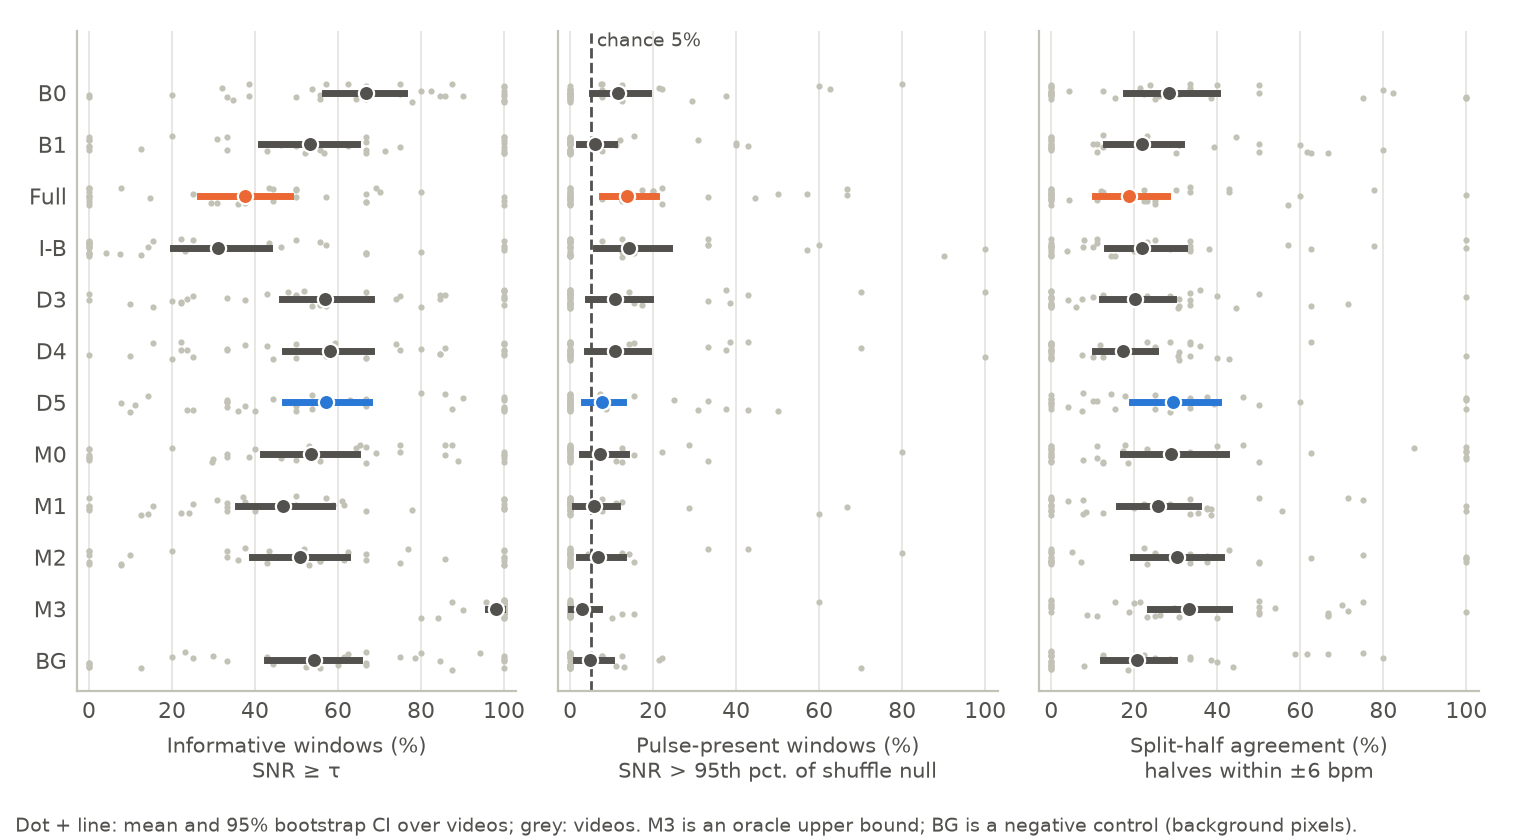 chance 5%
B0
B1
Full
I-B
D3
D4
D5
M0
M1
M2
M3
BG
0 20 40 60 80 100
0 20 40 60 80 100
0 20 40 60 80 100
Informative windows (%)
SNR ≥ τ
Pulse-present windows (%)
SNR > 95th pct. of shuffle null
Split-half agreement (%)
halves within ±6 bpm
Dot + line: mean and 95% bootstrap CI over videos; grey: videos. M3 is an oracle upper bound; BG is a negative control (background pixels).